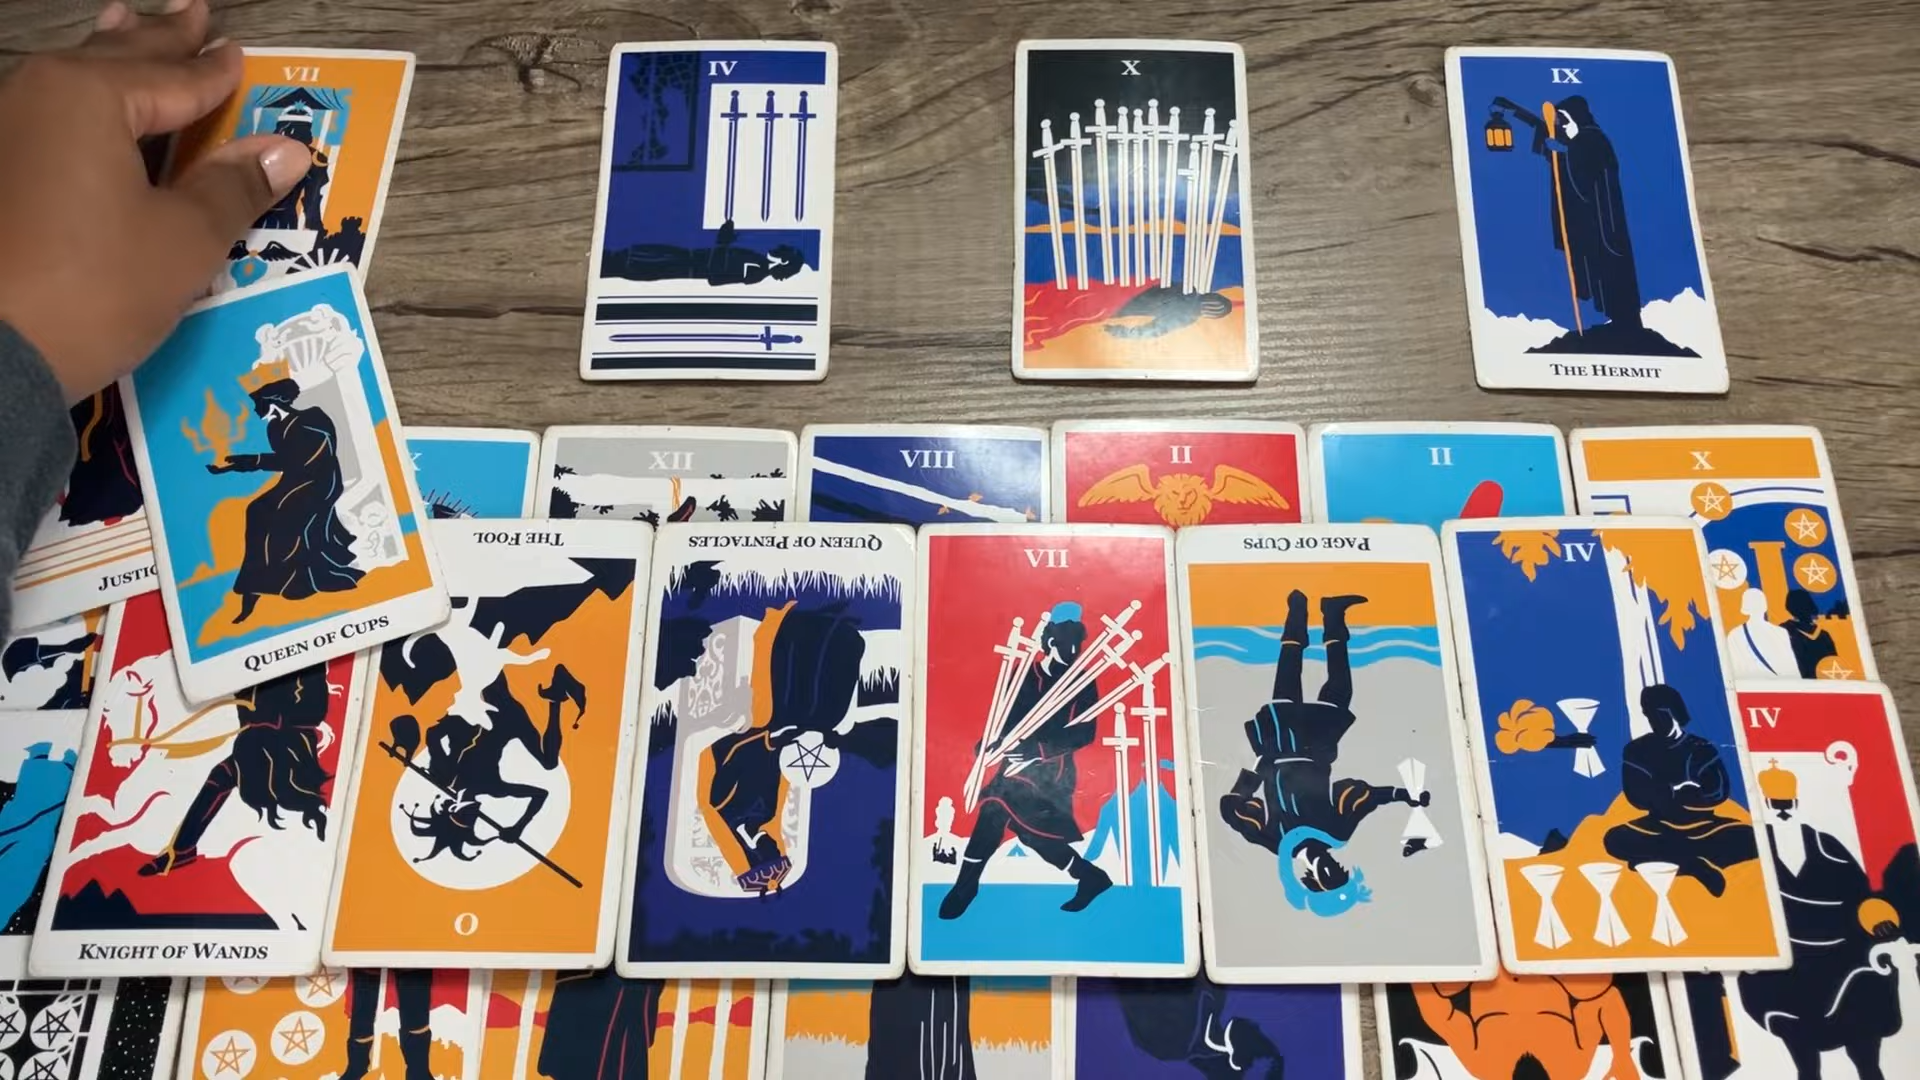 VII
IV
X
IX
THE HERMIT
QUEEN OF CUPS
X
XII
VIII
II
II
X
THE FOOL
QUEEN OF PENTACLES
VII
PAGE OF CUPS
IV
IV
KNIGHT OF WANDS
0